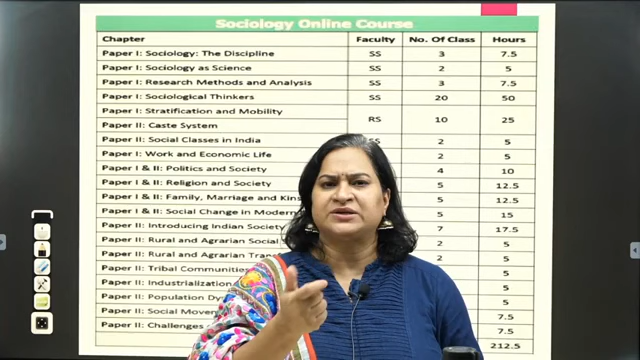 Sociology Online Course
Chapter Faculty No. Of Class Hours
Paper I: Sociology: The Discipline SS 3 7.5
Paper I: Sociology as Science SS 2 5
Paper I: Research Methods and Analysis SS 3 7.5
Paper I: Sociological Thinkers SS 20 50
Paper I: Stratification and Mobility
Paper II: Caste System RS 10 25
Paper II: Social Classes in India SS 2 5
Paper I: Work and Economic Life 2 5
Paper I & II: Politics and Society 4 10
Paper I & II: Religion and Society 5 12.5
Paper I & II: Family, Marriage and 5 12.5
Paper I & II: Social Change in Modern 5 15
Paper II: Introducing Indian Society 7 17.5
Paper II: Rural and Agrarian Social 2 5
Paper II: Rural and Agrarian 2 5
Paper II: Tribal Communities 5
Paper II: Industrialization 5
Paper II: Population 5
Paper II: Social 7.5
Paper II: Challenges 7.5
212.5